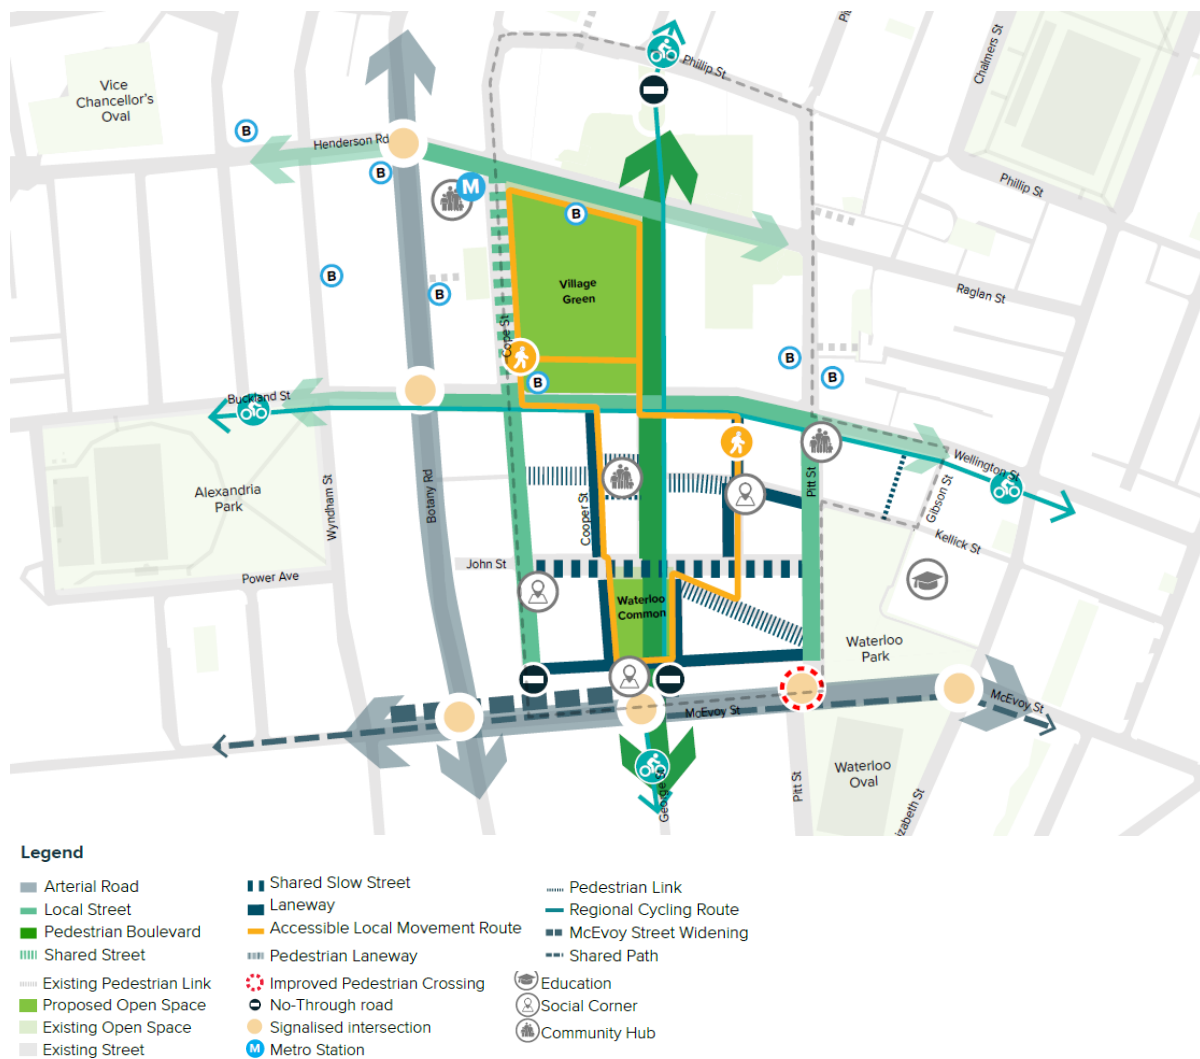 Pi
Pit
Chalmers St
Phillip St
Vice
Chancellor's
Oval
B
Henderson Rd
B
M
Phillip St
B
B
B
Village
Green
Raglan St
Cope St
B
B
B
Buckland St
Wellington St
Alexandria
Park
Wyndham St
Botany Rd
Cooper St
Pitt St
Gibson St
Kellick St
John St
Power Ave
Waterloo
Common
Waterloo
Park
McEvoy St
McEvoy St
Waterloo
Oval
George St
Pitt St
izabeth St
Legend
Arterial Road
Local Street
Pedestrian Boulevard
Shared Street
Existing Pedestrian Link
Proposed Open Space
Existing Open Space
Existing Street
Shared Slow Street
Laneway
Accessible Local Movement Route
Pedestrian Laneway
Improved Pedestrian Crossing
No-Through road
Signalised intersection
M Metro Station
Pedestrian Link
Regional Cycling Route
McEvoy Street Widening
Shared Path
Education
Social Corner
Community Hub